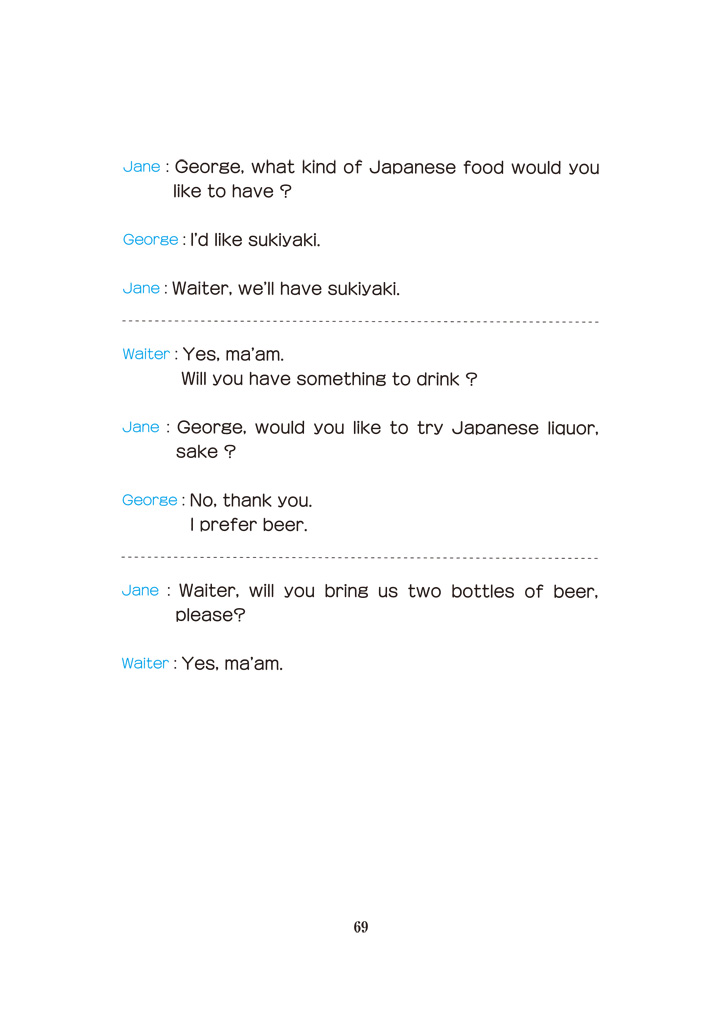 Jane : George, what kind of Japanese food would you
like to have ?
George : I'd like sukiyaki.
Jane : Waiter, we'll have sukiyaki.
Waiter : Yes, ma'am.
Will you have something to drink ?
Jane : George, would you like to try Japanese liquor,
sake ?
George : No, thank you.
I prefer beer.
Jane : Waiter, will you bring us two bottles of beer,
please?
Waiter : Yes, ma'am.
69